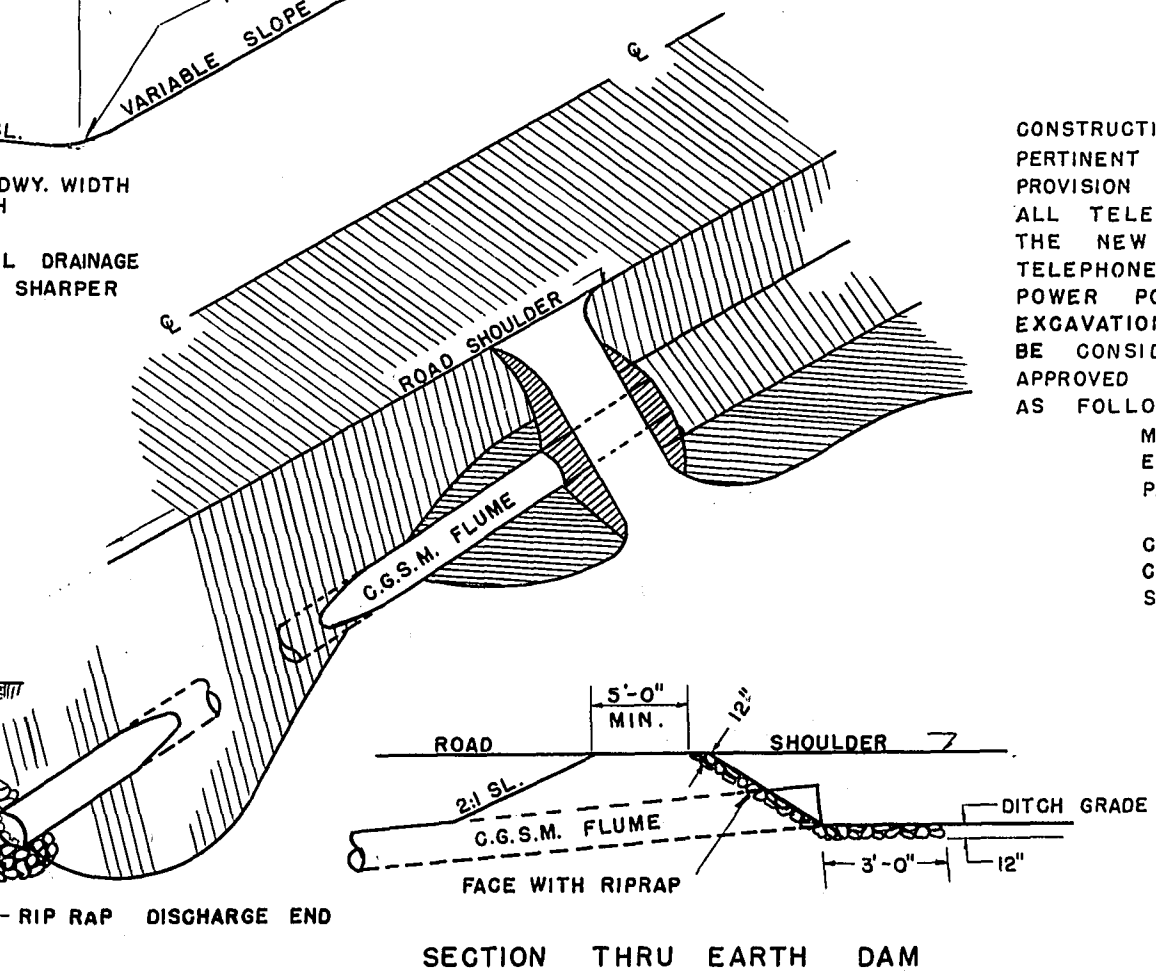 VARIABLE SLOPE
SL.
DWY. WIDTH
L DRAINAGE
SHARPER
℄
℄
ROAD SHOULDER
C.G.S.M. FLUME
CONSTRUCTI
PERTINENT
PROVISION
ALL TELE
THE NEW
TELEPHONE
POWER PO
EXCAVATION
BE CONSID
APPROVED
AS FOLLO
M
E
P
C
C
S
5'-0"
MIN.
12"
ROAD SHOULDER
2:1 SL.
C.G.S.M. FLUME
DITCH GRADE
3'-0"
12"
FACE WITH RIPRAP
- RIP RAP DISCHARGE END
SECTION THRU EARTH DAM